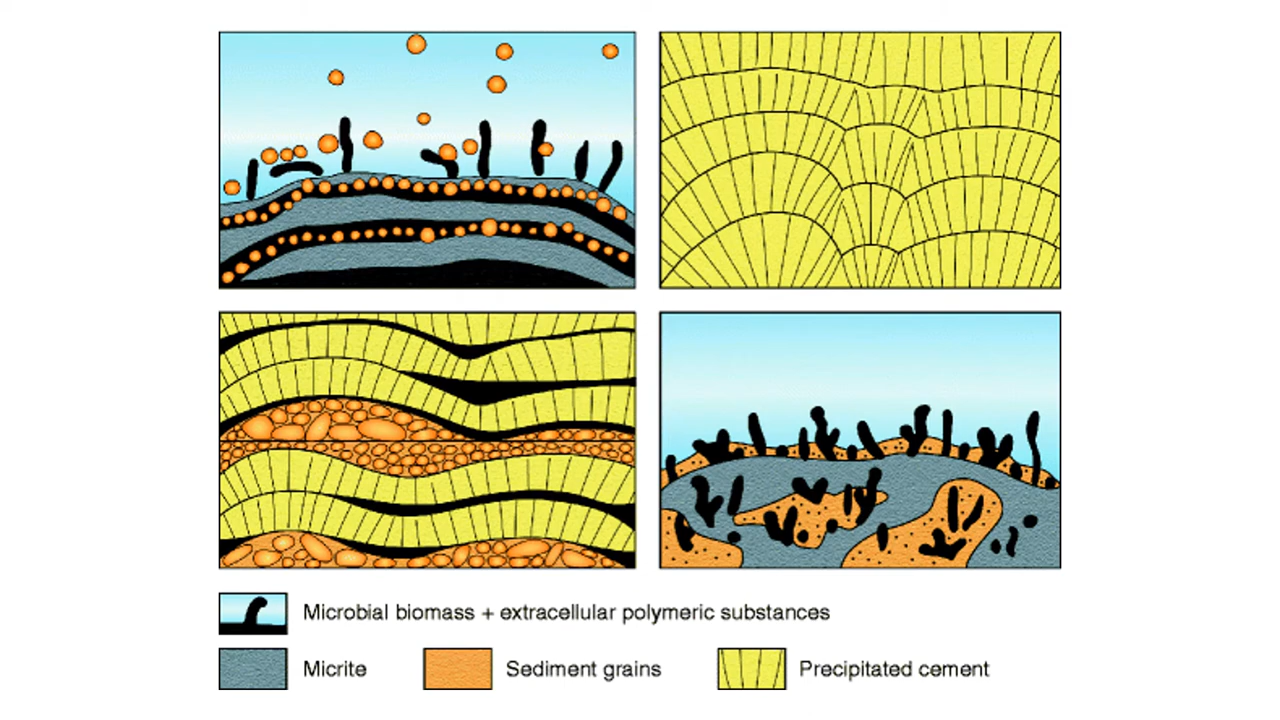 Microbial biomass + extracellular polymeric substances
Micrite
Sediment grains
Precipitated cement